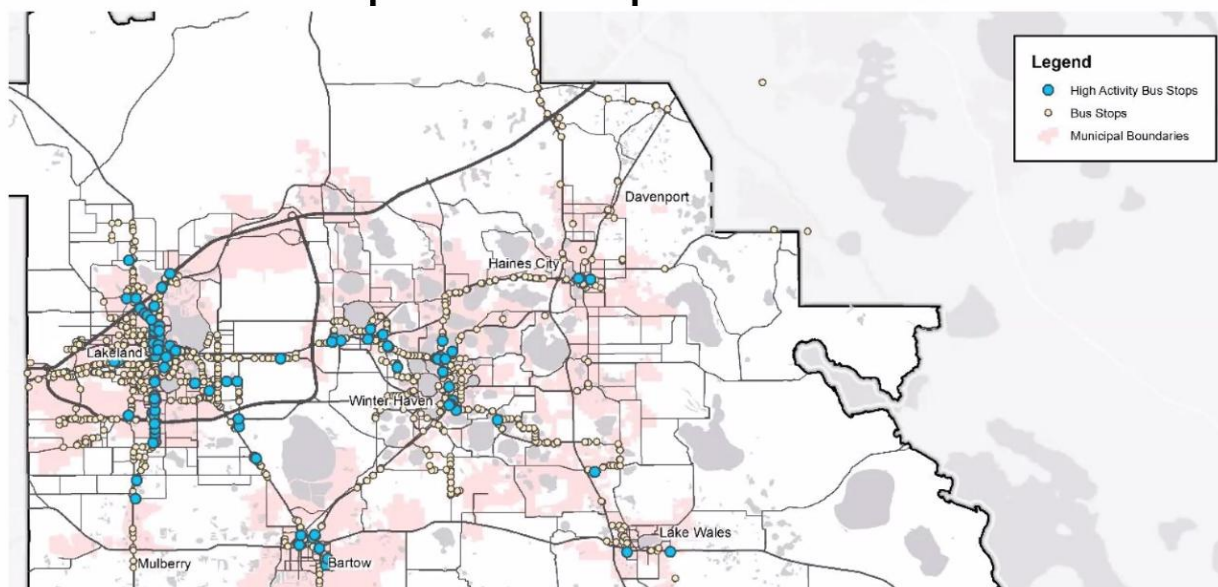 Legend
High Activity Bus Stops
Bus Stops
Municipal Boundaries
Davenport
Haines City
Lakeland
Winter Haven
Lake Wales
Mulberry
Bartow